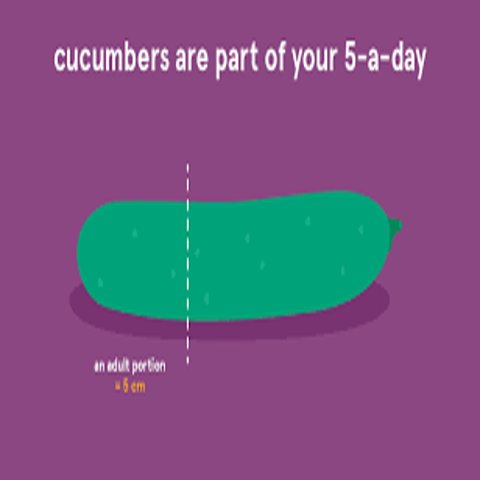 cucumbers are part of your 5-a-day
an adult portion
= 5 cm